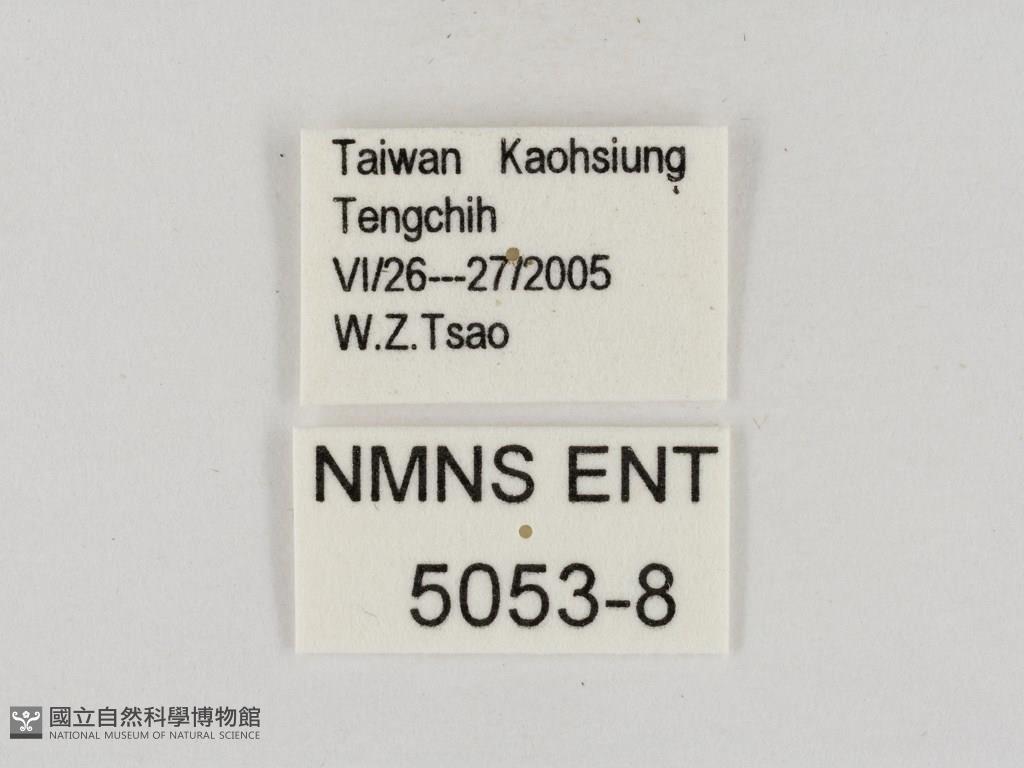 Taiwan Kaohsiung
Tengchih
VI/26---27/2005
W.Z.Tsao
NMNS ENT
5053-8
國立自然科學博物館
NATIONAL MUSEUM OF NATURAL SCIENCE